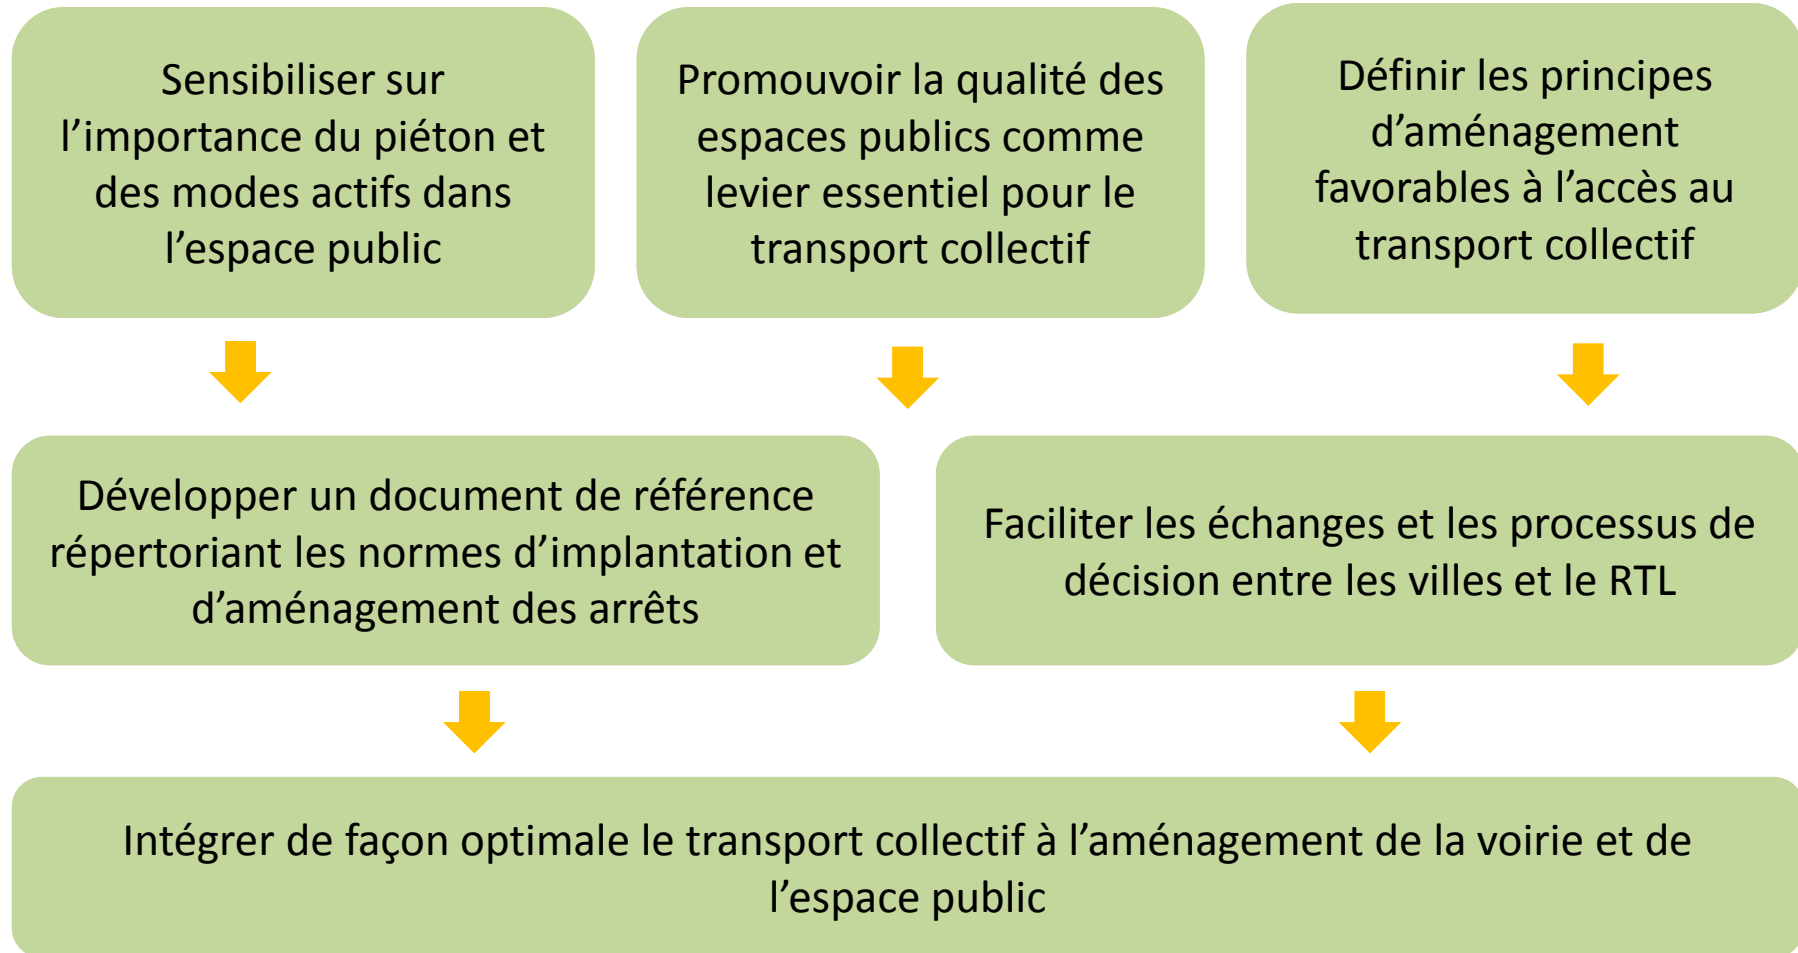 Sensibiliser sur
l’importance du piéton et
des modes actifs dans
l’espace public
Promouvoir la qualité des
espaces publics comme
levier essentiel pour le
transport collectif
Définir les principes
d’aménagement
favorables à l’accès au
transport collectif
Développer un document de référence
répertoriant les normes d’implantation et
d’aménagement des arrêts
Faciliter les échanges et les processus de
décision entre les villes et le RTL
Intégrer de façon optimale le transport collectif à l’aménagement de la voirie et de
l’espace public